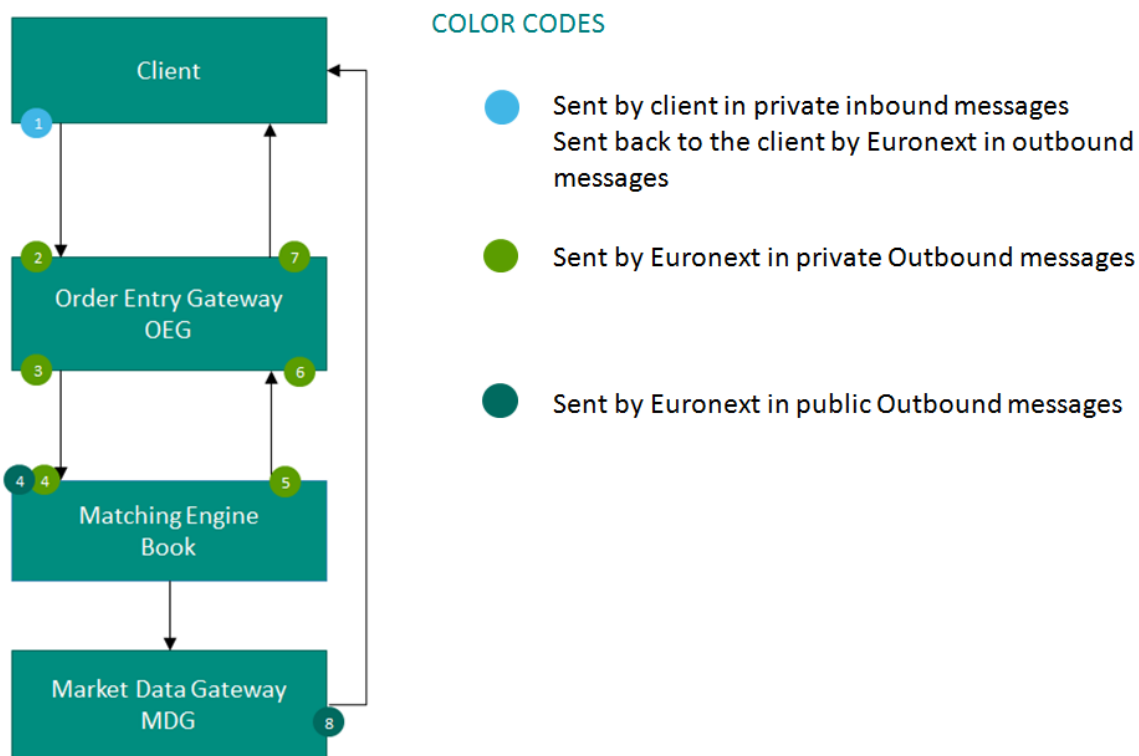 COLOR CODES
Client
1
Sent by client in private inbound messages
Sent back to the client by Euronext in outbound
messages
2
7
Sent by Euronext in private Outbound messages
Order Entry Gateway
OEG
3
6
Sent by Euronext in public Outbound messages
4
4
5
Matching Engine
Book
Market Data Gateway
MDG
8